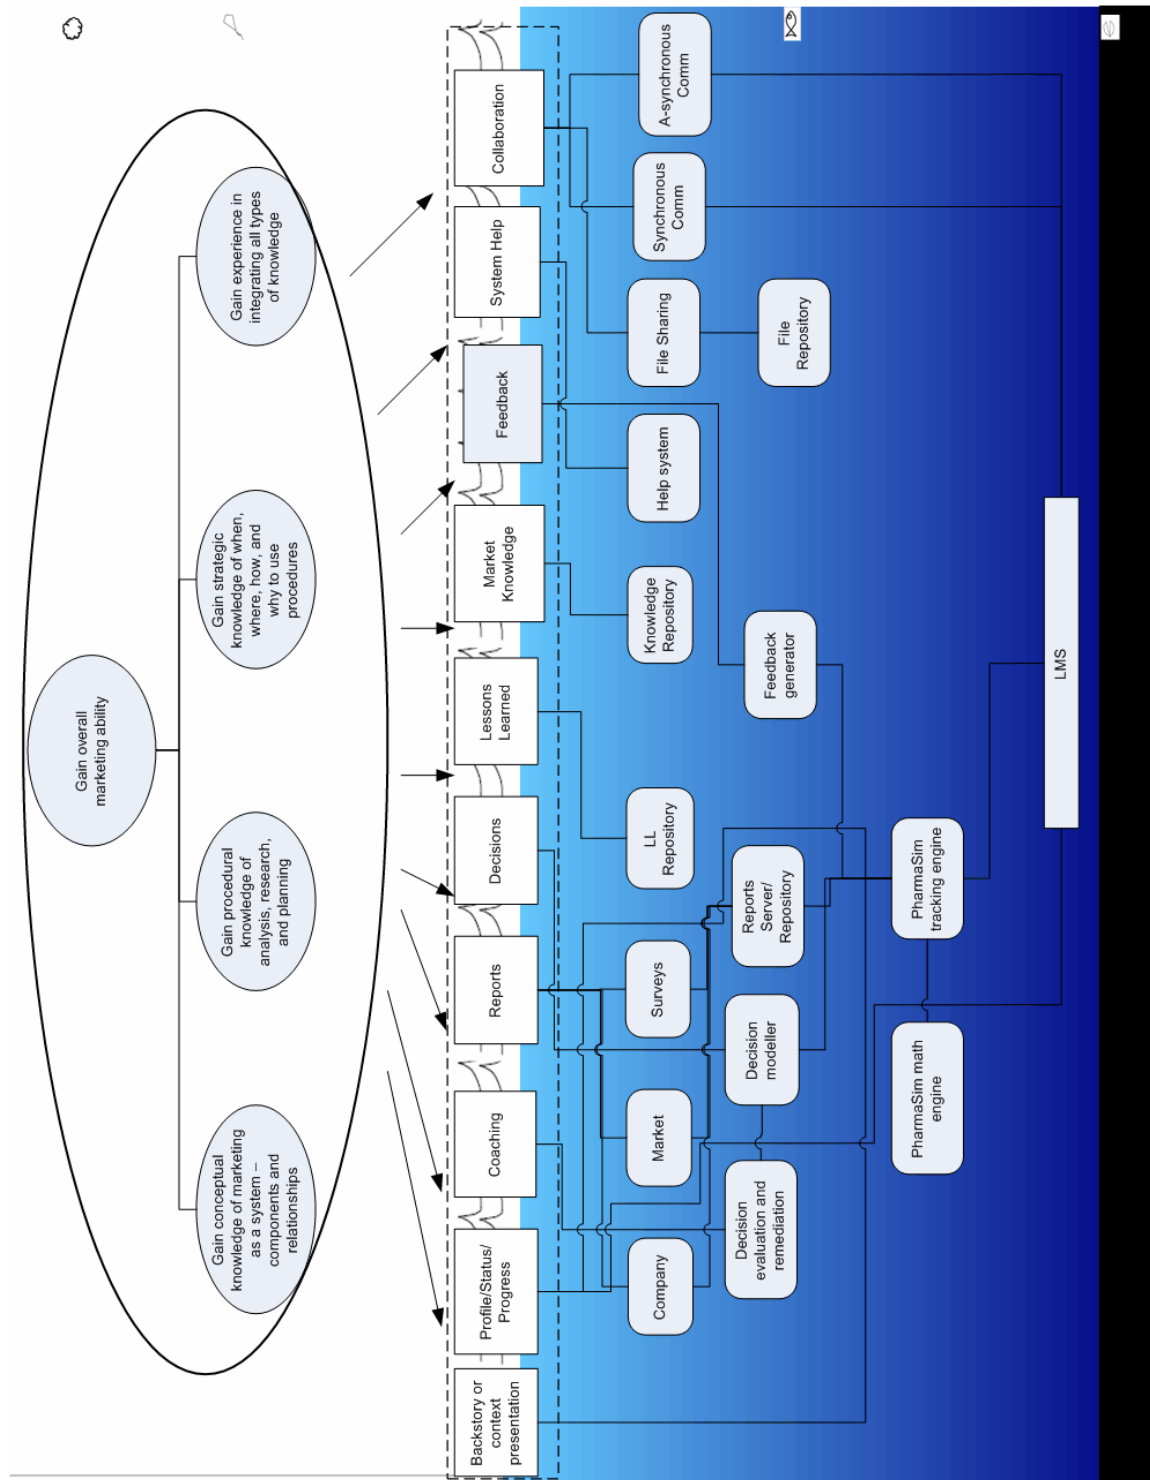 Gain overall
marketing ability
Gain conceptual
knowledge of marketing
as a system –
components and
relationships
Gain procedural
knowledge of
analysis, research,
and planning
Gain strategic
knowledge of when,
where, how, and
why to use
procedures
Gain experience in
integrating all types
of knowledge
Backstory or
context
presentation
Profile/Status/
Progress
Coaching
Reports
Decisions
Lessons
Learned
Market
Knowledge
Feedback
System Help
Collaboration
Company
Market
Surveys
LL
Repository
Knowledge
Repository
Help system
File Sharing
Synchronous
Comm
A-synchronous
Comm
Decision
evaluation and
remediation
Decision
modeller
Reports
Server/
Repository
Feedback
generator
File
Repository
PharmaSim math
engine
PharmaSim
tracking engine
LMS